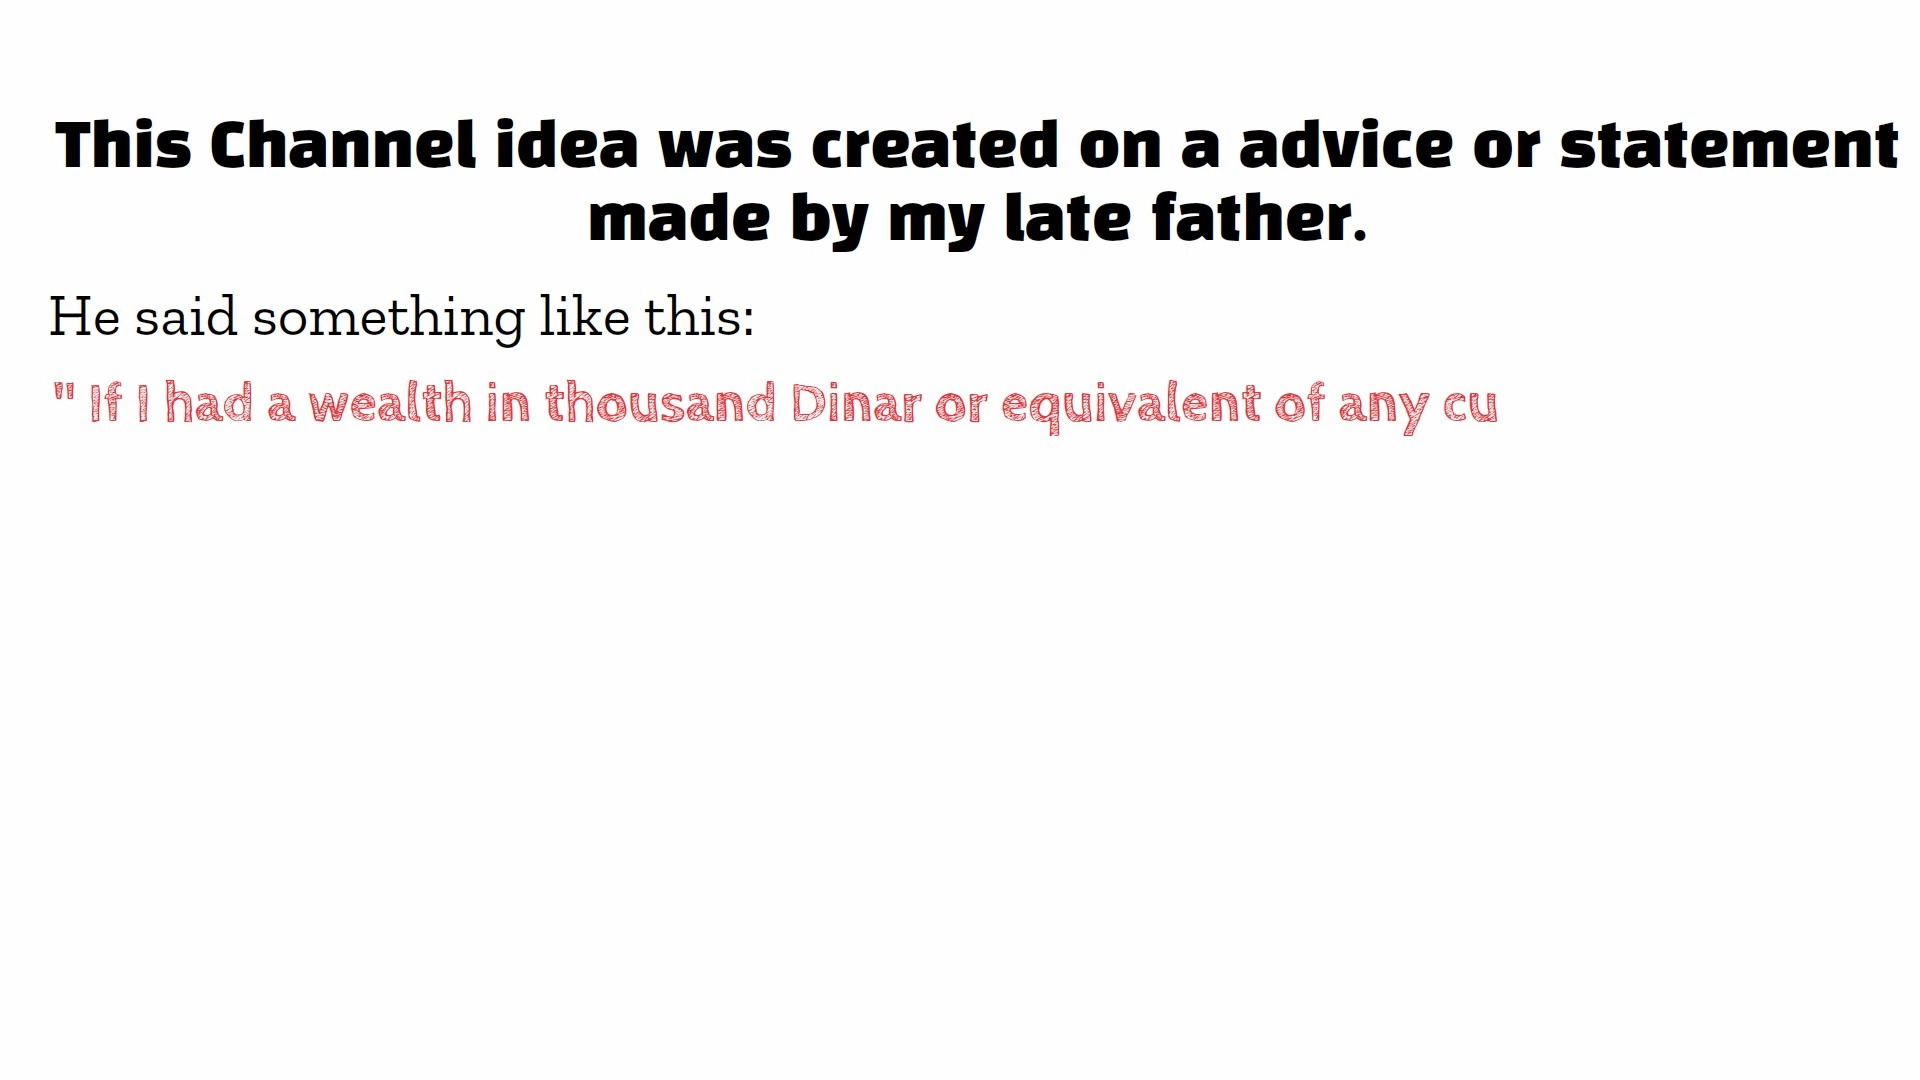 This Channel idea was created on a advice or statement
made by my late father.
He said something like this:
" If I had a wealth in thousand Dinar or equivalent of any cu